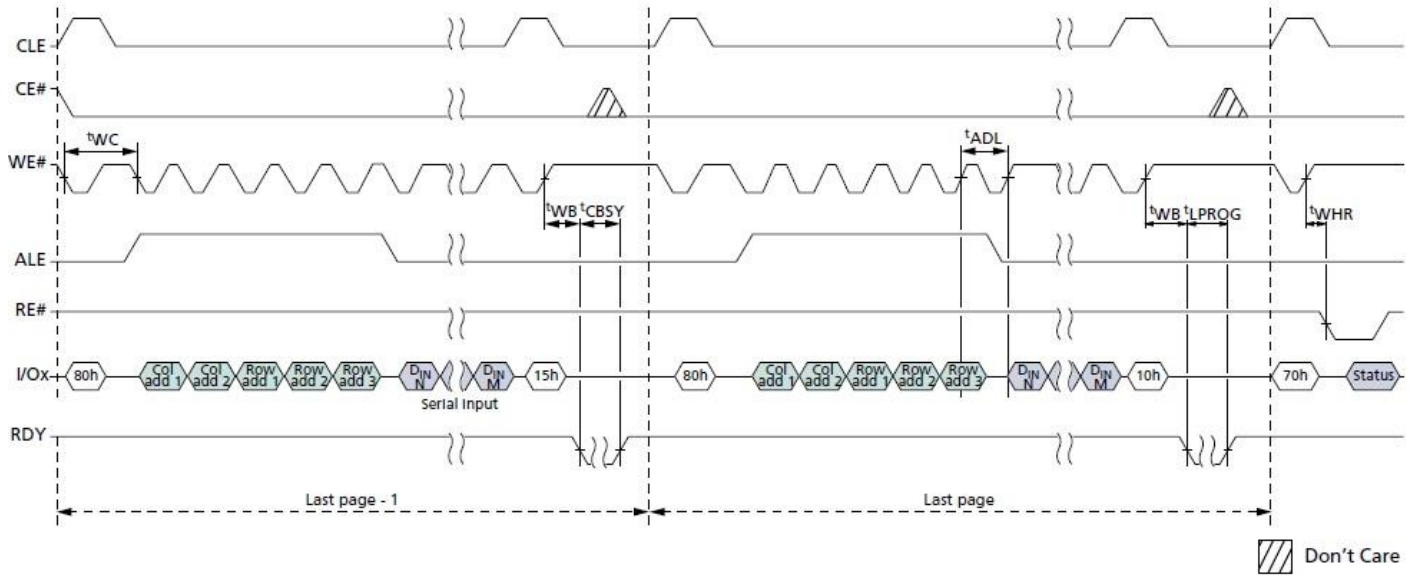 CLE
CE#
tWC
tADL
WE#
tWB tCBSY
tWB tLPROG
tWHR
ALE
RE#
I/Ox
80h
Col add 1
Col add 2
Row add 1
Row add 2
Row add 3
DIN N
DIN M
15h
80h
Col add 1
Col add 2
Row add 1
Row add 2
Row add 3
DIN N
DIN M
10h
70h
Status
Serial input
RDY
Last page - 1
Last page
Don't Care